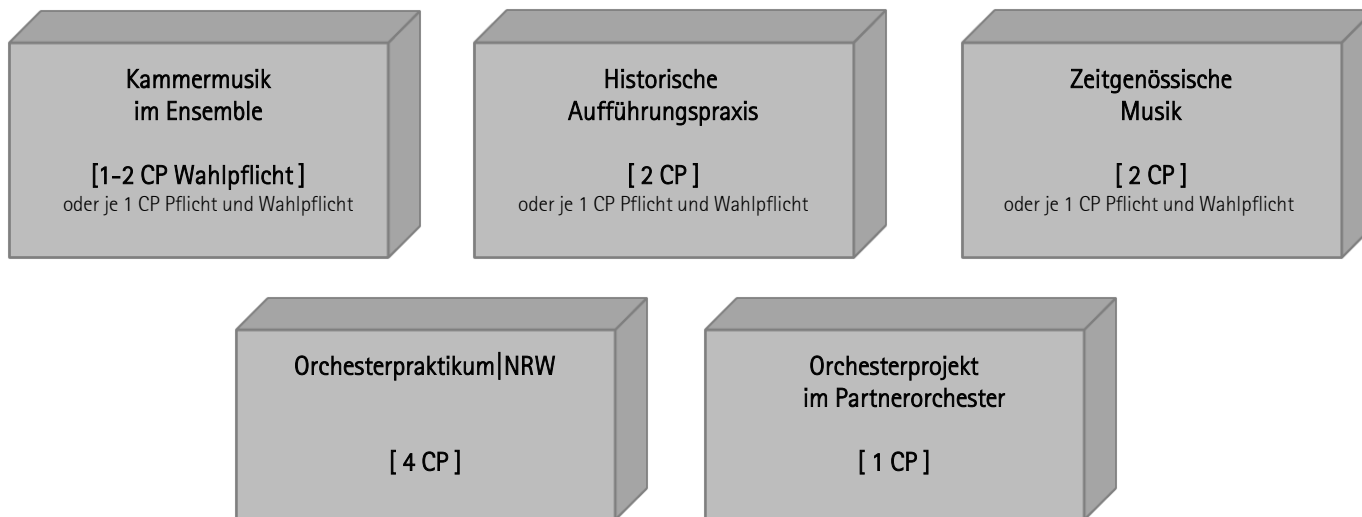 Kammermusik
im Ensemble
[1-2 CP Wahlpflicht ]
oder je 1 CP Pflicht und Wahlpflicht
Historische
Aufführungspraxis
[ 2 CP ]
oder je 1 CP Pflicht und Wahlpflicht
Zeitgenössische
Musik
[ 2 CP ]
oder je 1 CP Pflicht und Wahlpflicht
Orchesterpraktikum|NRW
[ 4 CP ]
Orchesterprojekt
im Partnerorchester
[ 1 CP ]